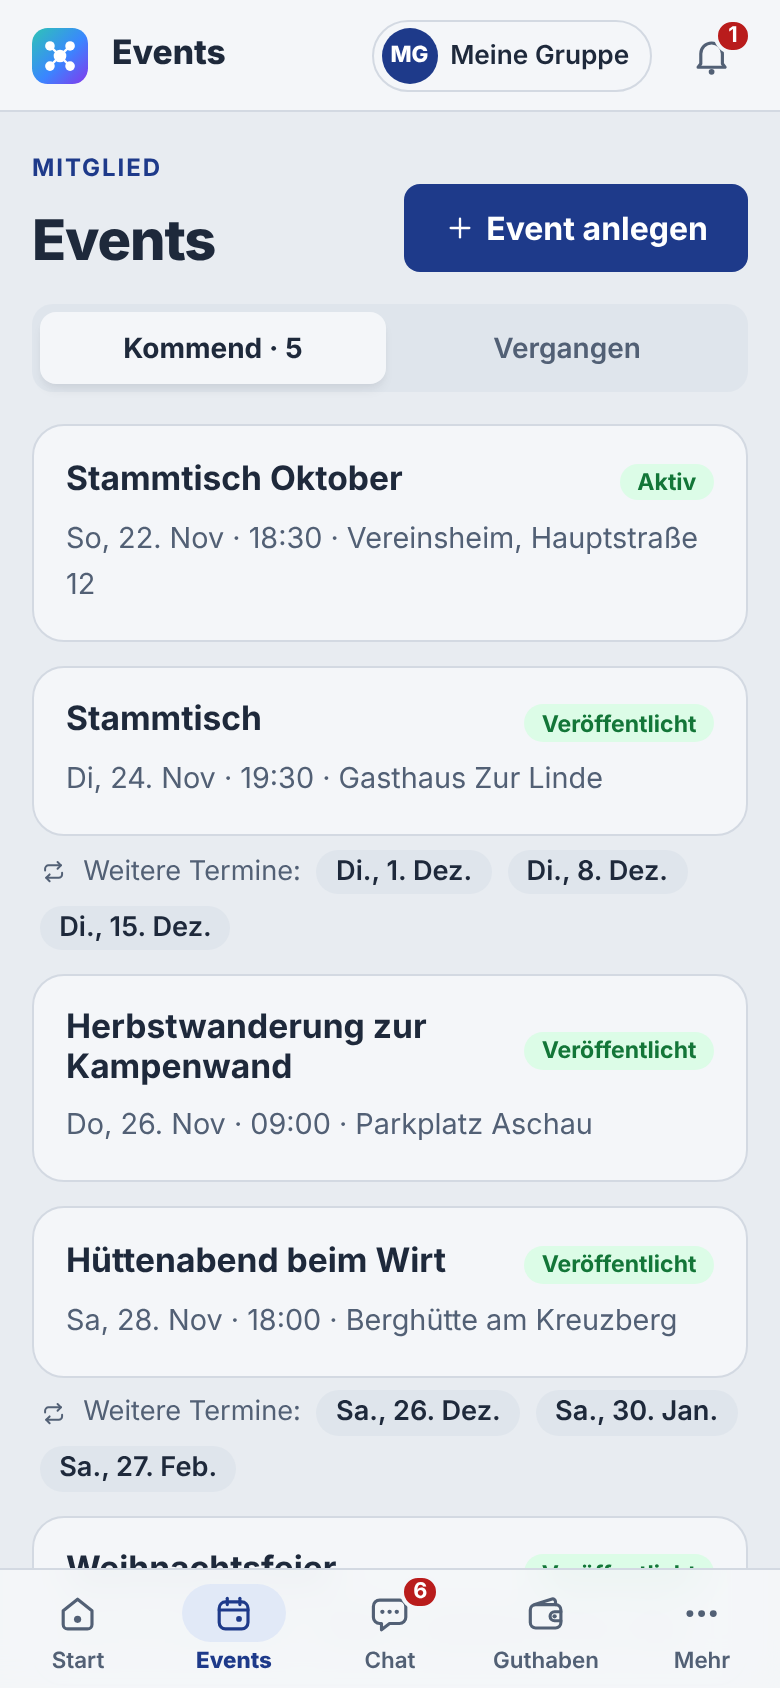 Events
MG Meine Gruppe
1
MITGLIED
Events
+ Event anlegen
Kommend · 5
Vergangen
Stammtisch Oktober
Aktiv
So, 22. Nov · 18:30 · Vereinsheim, Hauptstraße
12
Stammtisch
Veröffentlicht
Di, 24. Nov · 19:30 · Gasthaus Zur Linde
Weitere Termine: Di., 1. Dez. Di., 8. Dez.
Di., 15. Dez.
Herbstwanderung zur
Kampenwand
Veröffentlicht
Do, 26. Nov · 09:00 · Parkplatz Aschau
Hüttenabend beim Wirt
Veröffentlicht
Sa, 28. Nov · 18:00 · Berghütte am Kreuzberg
Weitere Termine: Sa., 26. Dez. Sa., 30. Jan.
Sa., 27. Feb.
Weihnachtsfeier
Veröffentlicht
6
Start
Events
Chat
Guthaben
Mehr